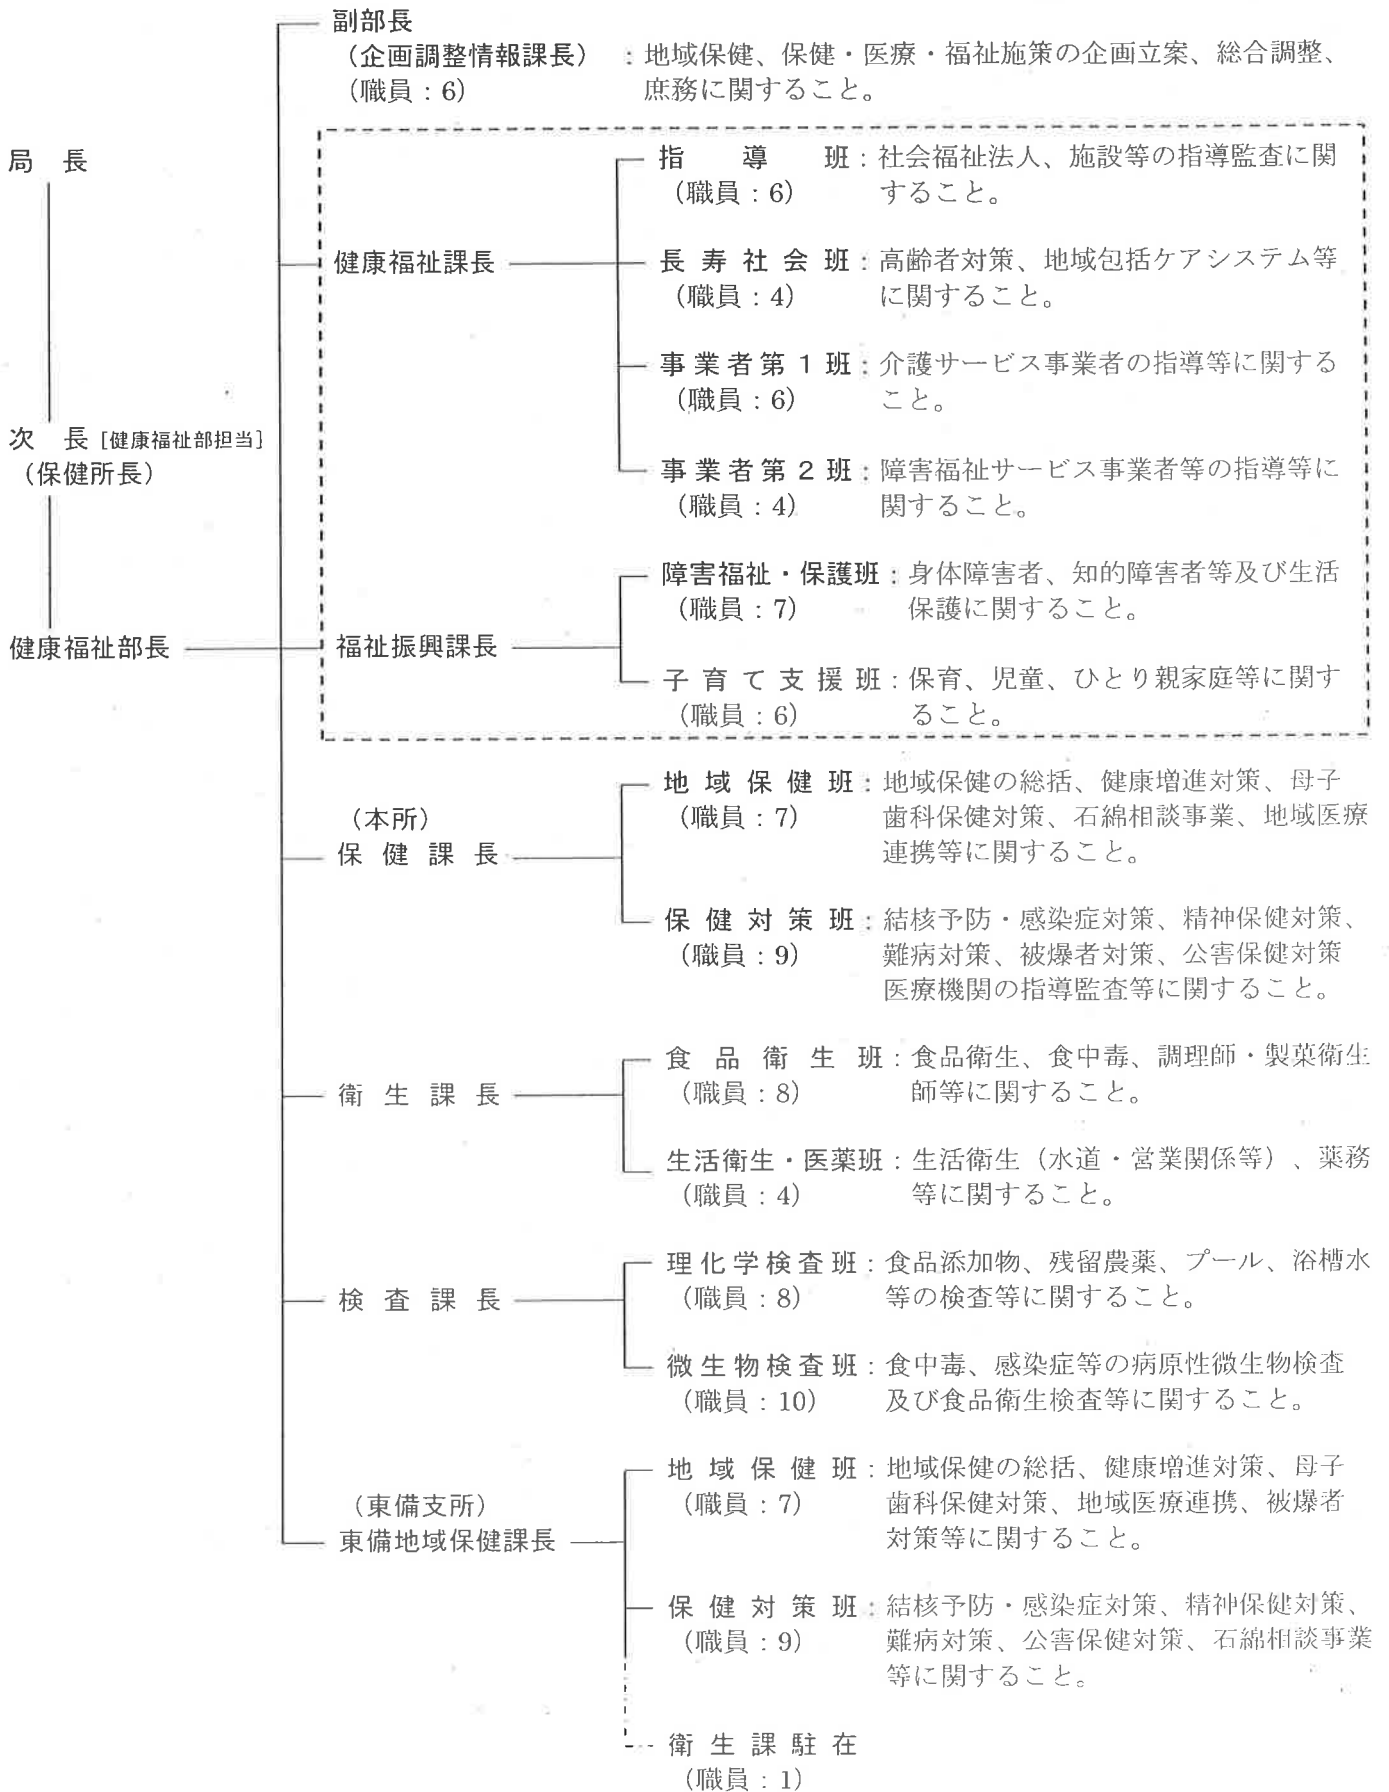 副部長
(企画調整情報課長) : 地域保健、保健・医療・福祉施策の企画立案、総合調整、
(職員:6) 庶務に関すること。
局 長
指 導 班:社会福祉法人、施設等の指導監査に関
(職員:6) すること。
健康福祉課長
長寿社会班:高齢者対策、地域包括ケアシステム等
(職員:4) に関すること。
事業者第1班:介護サービス事業者の指導等に関する
(職員:6) こと。
次 長[健康福祉部担当]
(保健所長)
事業者第2班:障害福祉サービス事業者等の指導等に
(職員:4) 関すること。
障害福祉・保護班:身体障害者、知的障害者等及び生活
(職員:7) 保護に関すること。
健康福祉部長
福祉振興課長
子育て支援班:保育、児童、ひとり親家庭等に関す
(職員:6) ること。
(本所)
保健課長
地域保健班:地域保健の総括、健康増進対策、母子
(職員:7) 歯科保健対策、石綿相談事業、地域医療
連携等に関すること。
保健対策班:結核予防・感染症対策、精神保健対策、
(職員:9) 難病対策、被爆者対策、公害保健対策
医療機関の指導監査等に関すること。
衛生課長
食品衛生班:食品衛生、食中毒、調理師・製菓衛生
(職員:8) 師等に関すること。
生活衛生・医薬班:生活衛生(水道・営業関係等)、薬務
(職員:4) 等に関すること。
検査課長
理化学検査班:食品添加物、残留農薬、プール、浴槽水
(職員:8) 等の検査等に関すること。
微生物検査班:食中毒、感染症等の病原性微生物検査
(職員:10) 及び食品衛生検査等に関すること。
(東備支所)
東備地域保健課長
地域保健班:地域保健の総括、健康増進対策、母子
(職員:7) 歯科保健対策、地域医療連携、被爆者
対策等に関すること。
保健対策班:結核予防・感染症対策、精神保健対策、
(職員:9) 難病対策、公害保健対策、石綿相談事業
等に関すること。
衛生課駐在
(職員:1)